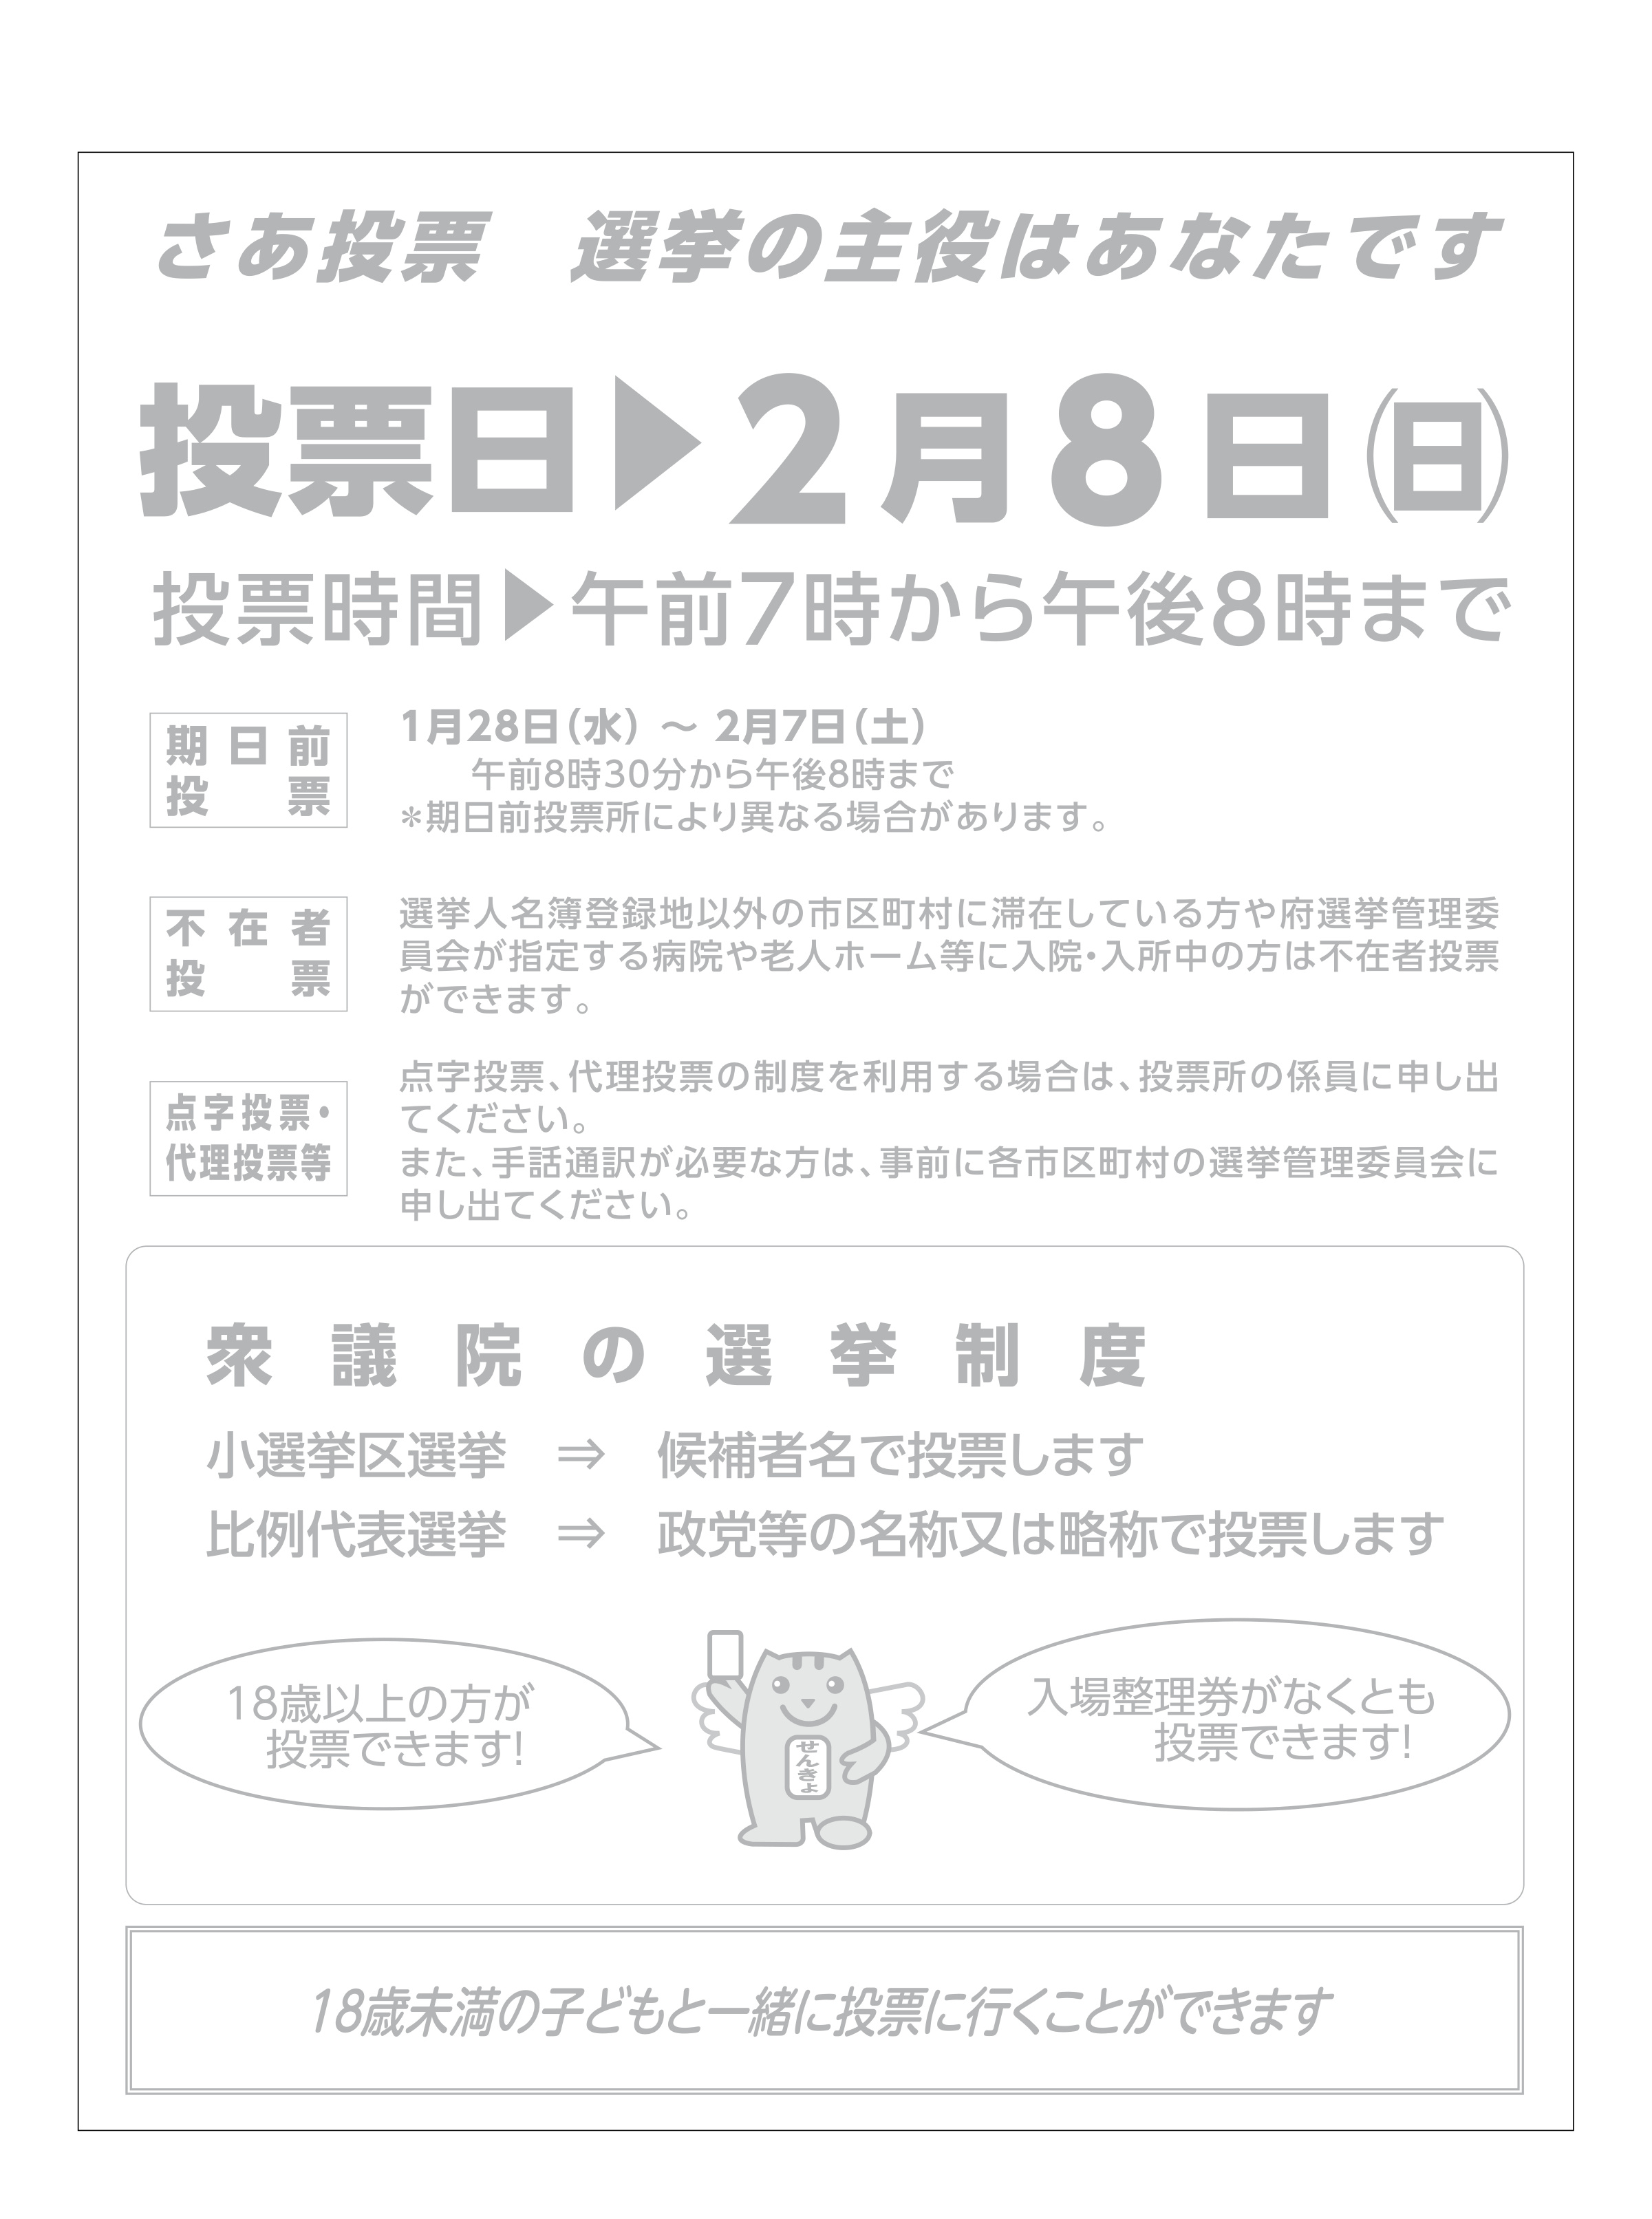 さあ投票　選挙の主役はあなたです
投票日▶2月8日(日)
投票時間▶午前7時から午後8時まで
期日前
投票
1月28日(水) ～ 2月7日(土)
午前8時30分から午後8時まで
＊期日前投票所により異なる場合があります。
不在者
投票
選挙人名簿登録地以外の市区町村に滞在している方や府選挙管理委
員会が指定する病院や老人ホーム等に入院・入所中の方は不在者投票
ができます。
点字投票・
代理投票等
点字投票、代理投票の制度を利用する場合は、投票所の係員に申し出
てください。
また、手話通訳が必要な方は、事前に各市区町村の選挙管理委員会に
申し出てください。
衆議院の選挙制度
小選挙区選挙　⇒　候補者名で投票します
比例代表選挙　⇒　政党等の名称又は略称で投票します
18歳以上の方が
投票できます!
せんきょ
入場整理券がなくとも
投票できます!
18歳未満の子どもと一緒に投票に行くことができます